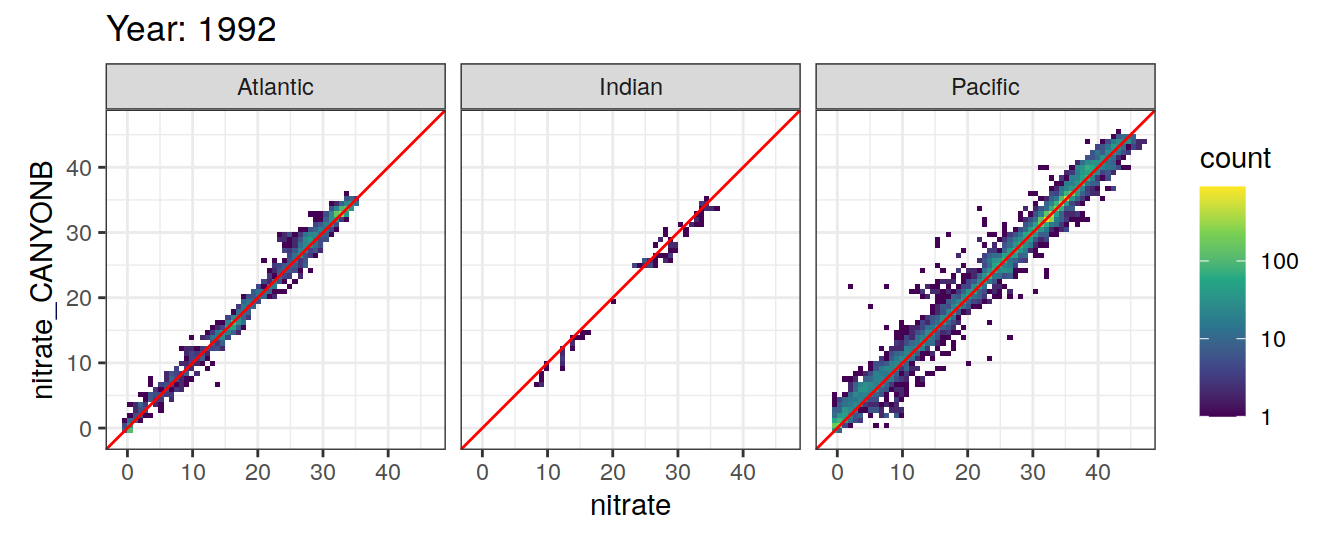 Year: 1992
Atlantic
Indian
Pacific
nitrate_CANYONB
40
30
20
10
0
0 10 20 30 40
0 10 20 30 40
0 10 20 30 40
nitrate
count
100
10
1